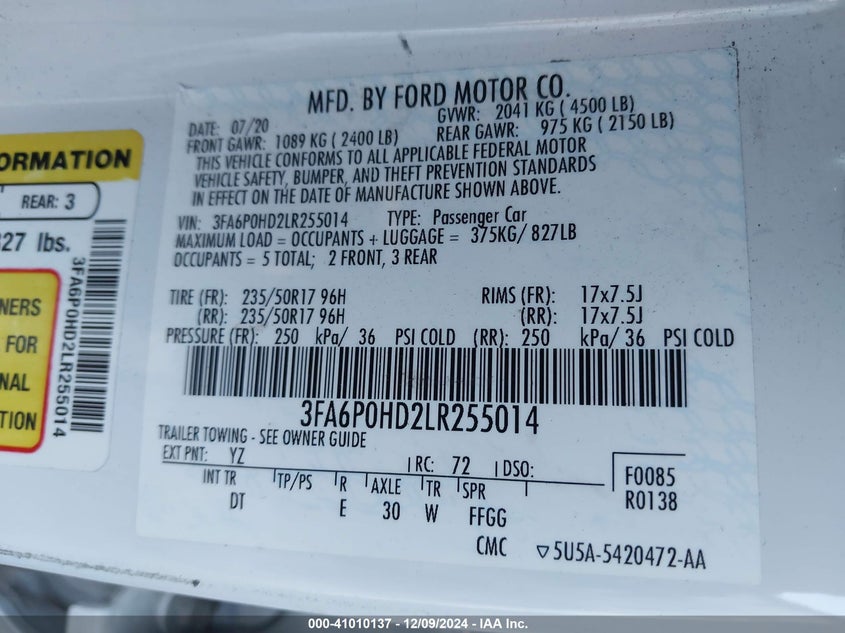 MFD. BY FORD MOTOR CO.
DATE: 07/20 GVWR: 2041 KG ( 4500 LB)
FRONT GAWR: 1089 KG ( 2400 LB) REAR GAWR: 975 KG ( 2150 LB)
THIS VEHICLE CONFORMS TO ALL APPLICABLE FEDERAL MOTOR
VEHICLE SAFETY, BUMPER, AND THEFT PREVENTION STANDARDS
IN EFFECT ON THE DATE OF MANUFACTURE SHOWN ABOVE.
VIN: 3FA6P0HD2LR255014 TYPE: Passenger Car
MAXIMUM LOAD = OCCUPANTS + LUGGAGE = 375KG/ 827LB
OCCUPANTS = 5 TOTAL; 2 FRONT, 3 REAR
TIRE (FR): 235/50R17 96H RIMS (FR): 17x7.5J
(RR): 235/50R17 96H (RR): 17x7.5J
PRESSURE (FR): 250 kPa/ 36 PSI COLD (RR): 250 kPa/ 36 PSI COLD
3FA6P0HD2LR255014
TRAILER TOWING - SEE OWNER GUIDE
EXT PNT: YZ RC: 72 DSO:
INT TR TP/PS R AXLE TR SPR
DT E 30 W FFGG
F0085
R0138
CMC ▽5U5A-5420472-AA
ORMATION
REAR: 3
27 lbs.
3FA6P0HD2LR255014
NERS
FOR
NAL
TION
000-41010137 - 12/09/2024 - IAA Inc.